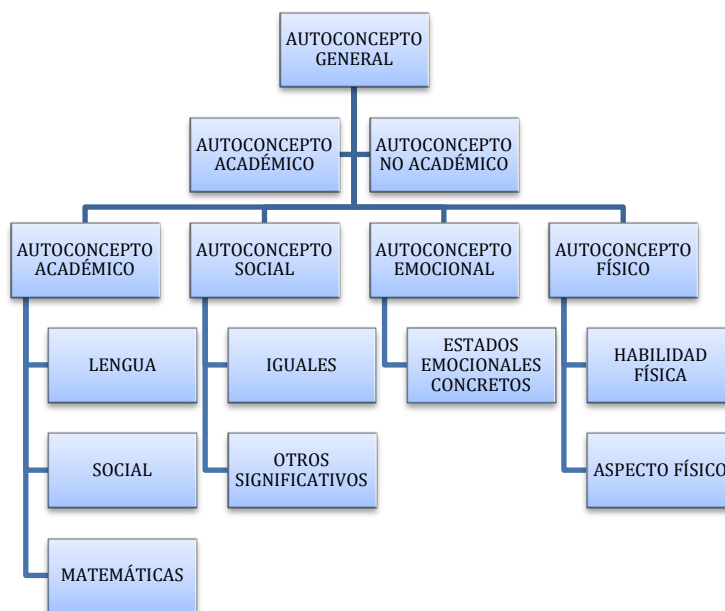 AUTOCONCEPTO
GENERAL
AUTOCONCEPTO
ACADÉMICO
AUTOCONCEPTO
NO ACADÉMICO
AUTOCONCEPTO
ACADÉMICO
AUTOCONCEPTO
SOCIAL
AUTOCONCEPTO
EMOCIONAL
AUTOCONCEPTO
FÍSICO
LENGUA
IGUALES
ESTADOS
EMOCIONALES
CONCRETOS
HABILIDAD
FÍSICA
SOCIAL
OTROS
SIGNIFICATIVOS
ASPECTO FÍSICO
MATEMÁTICAS